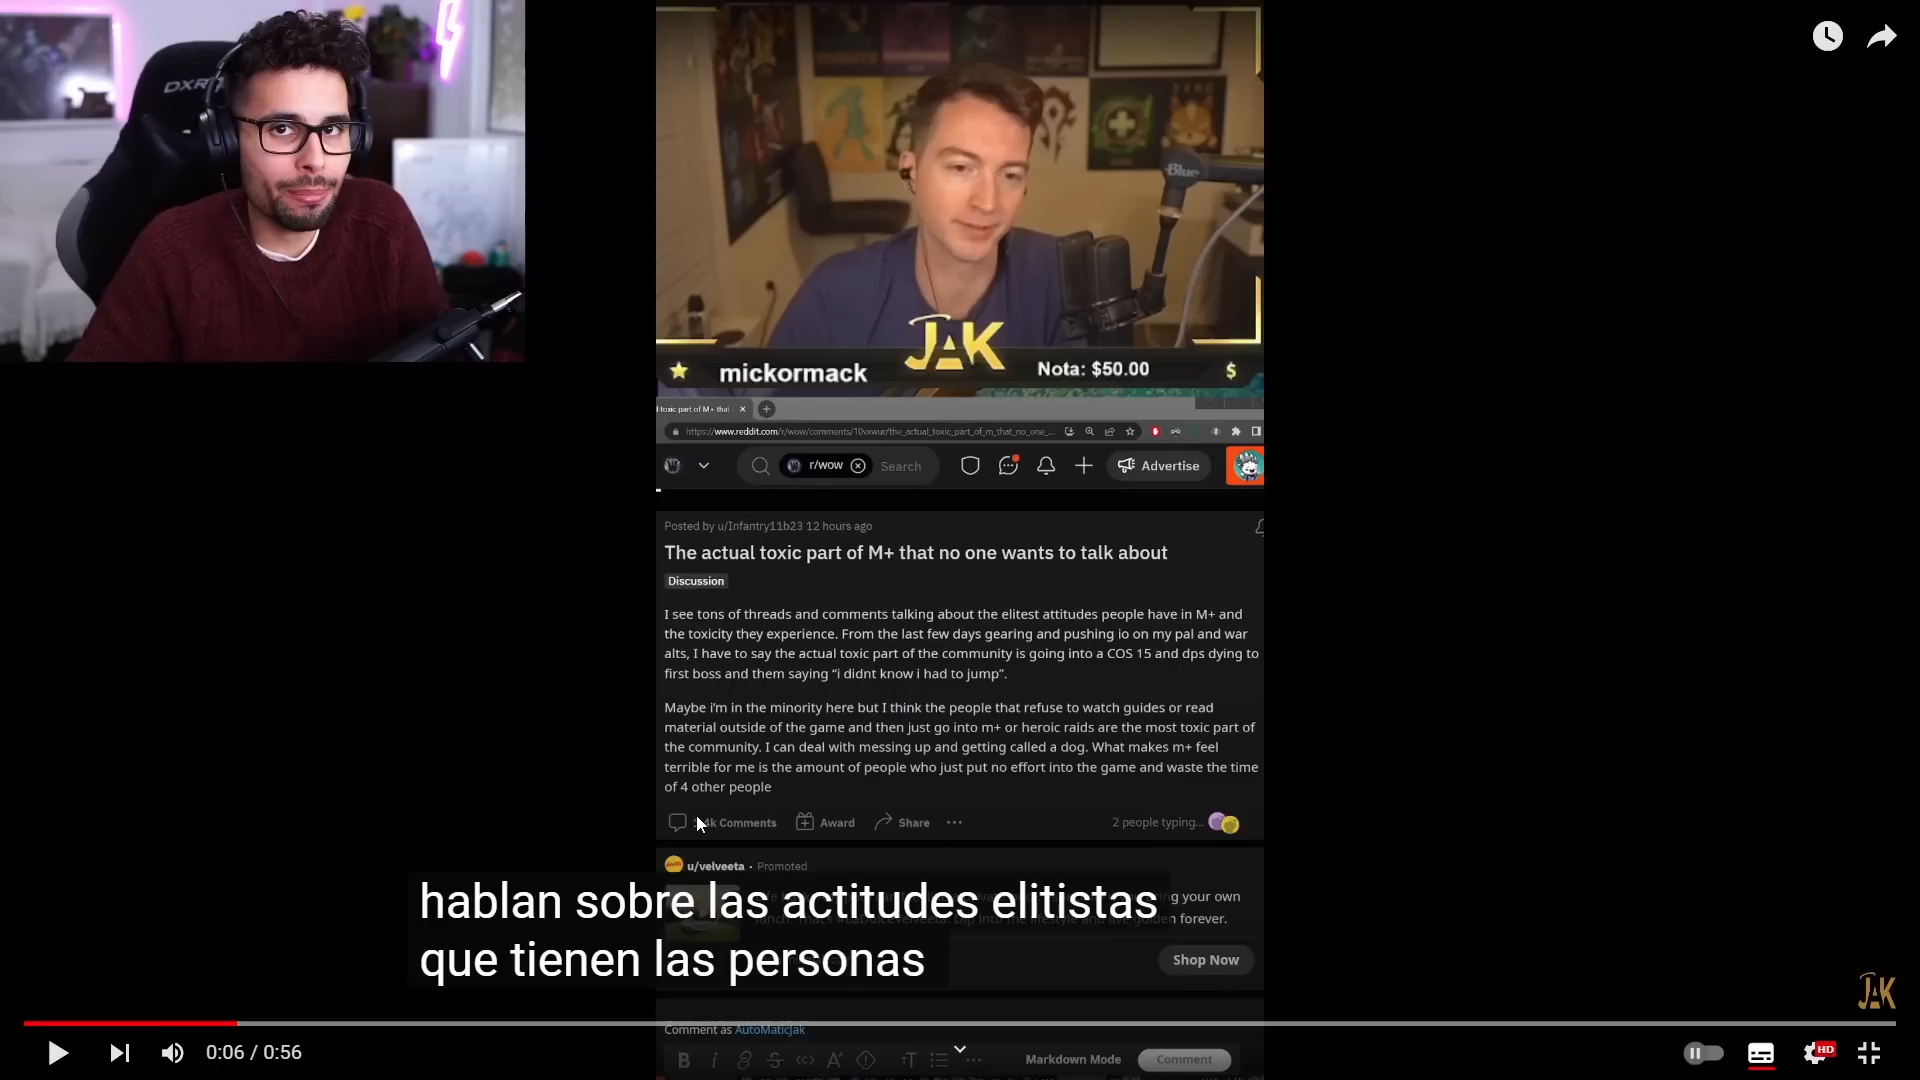 DXR
Blue
JAK
mickormack
Nota: $50.00
$
toxic part of M+ that
https://www.reddit.com/r/wow/comments/10vxwur/the_actual_toxic_part_of_m_that_no_one_...
r/wow
Search
Advertise
Posted by u/Infantry11b23 12 hours ago
The actual toxic part of M+ that no one wants to talk about
Discussion
I see tons of threads and comments talking about the elitest attitudes people have in M+ and
the toxicity they experience. From the last few days gearing and pushing io on my pal and war
alts, I have to say the actual toxic part of the community is going into a COS 15 and dps dying to
first boss and them saying “i didnt know i had to jump”.
Maybe i'm in the minority here but I think the people that refuse to watch guides or read
material outside of the game and then just go into m+ or heroic raids are the most toxic part of
the community. I can deal with messing up and getting called a dog. What makes m+ feel
terrible for me is the amount of people who just put no effort into the game and waste the time
of 4 other people
Comments
Award
Share
2 people typing...
u/velveeta · Promoted
your own
forever.
hablan sobre las actitudes elitistas
que tienen las personas
Shop Now
JAK
Comment as AutoMaticJak
0:06 / 0:56
B i
Markdown Mode
Comment
HD